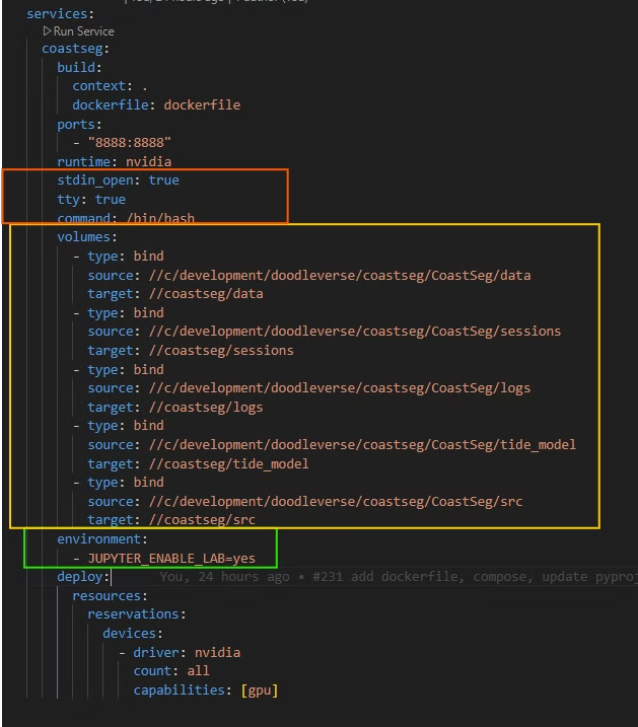 services:
Run Service
coastseg:
build:
context: .
dockerfile: dockerfile
ports:
- "8888:8888"
runtime: nvidia
stdin_open: true
tty: true
command: /bin/bash
volumes:
- type: bind
source: //c/development/doodleverse/coastseg/CoastSeg/data
target: //coastseg/data
- type: bind
source: //c/development/doodleverse/coastseg/CoastSeg/sessions
target: //coastseg/sessions
- type: bind
source: //c/development/doodleverse/coastseg/CoastSeg/logs
target: //coastseg/logs
- type: bind
source: //c/development/doodleverse/coastseg/CoastSeg/tide_model
target: //coastseg/tide_model
- type: bind
source: //c/development/doodleverse/coastseg/CoastSeg/src
target: //coastseg/src
environment:
- JUPYTER_ENABLE_LAB=yes
deploy: You, 24 hours ago • #231 add dockerfile, compose, update pyproj
resources:
reservations:
devices:
- driver: nvidia
count: all
capabilities: [gpu]